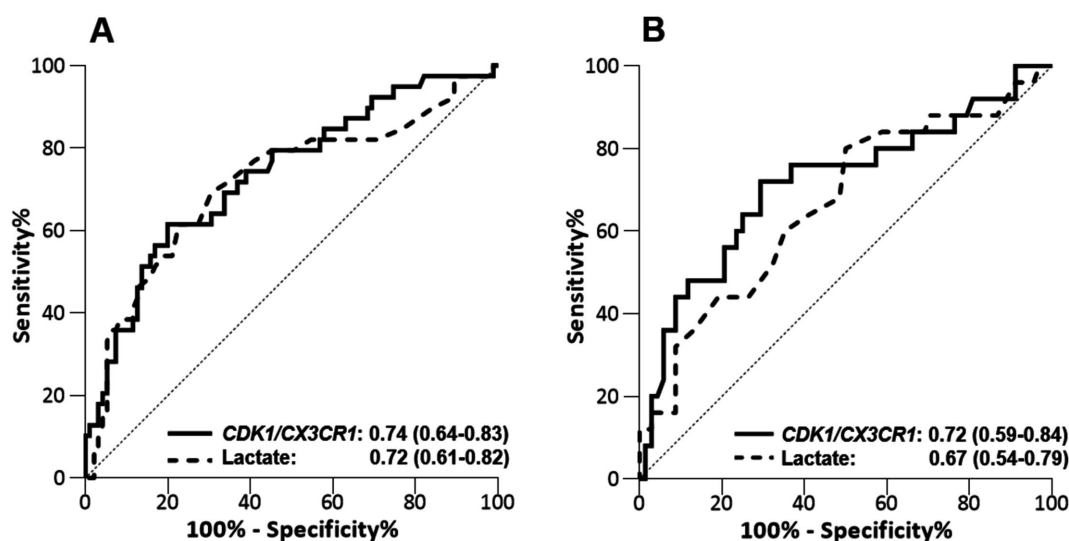 A
100
80
60
40
20
0
Sensitivity%
CDK1/CX3CR1: 0.74 (0.64-0.83)
Lactate: 0.72 (0.61-0.82)
0 20 40 60 80 100
100% - Specificity%
B
100
80
60
40
20
0
Sensitivity%
CDK1/CX3CR1: 0.72 (0.59-0.84)
Lactate: 0.67 (0.54-0.79)
0 20 40 60 80 100
100% - Specificity%